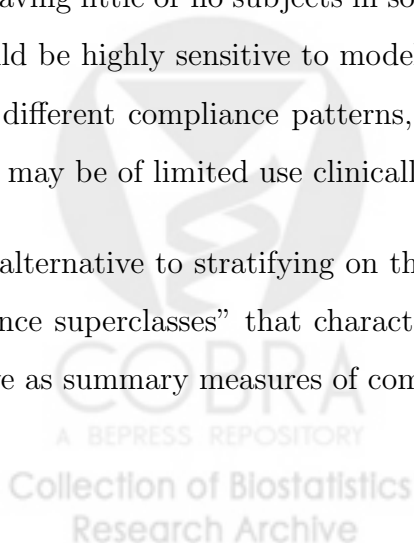 aving little or no subjects in so
ld be highly sensitive to mode
different compliance patterns,
may be of limited use clinicall
alternative to stratifying on th
nce superclasses” that charact
e as summary measures of com
COBRA
A BEPRESS REPOSITORY
Collection of Biostatistics
Research Archive